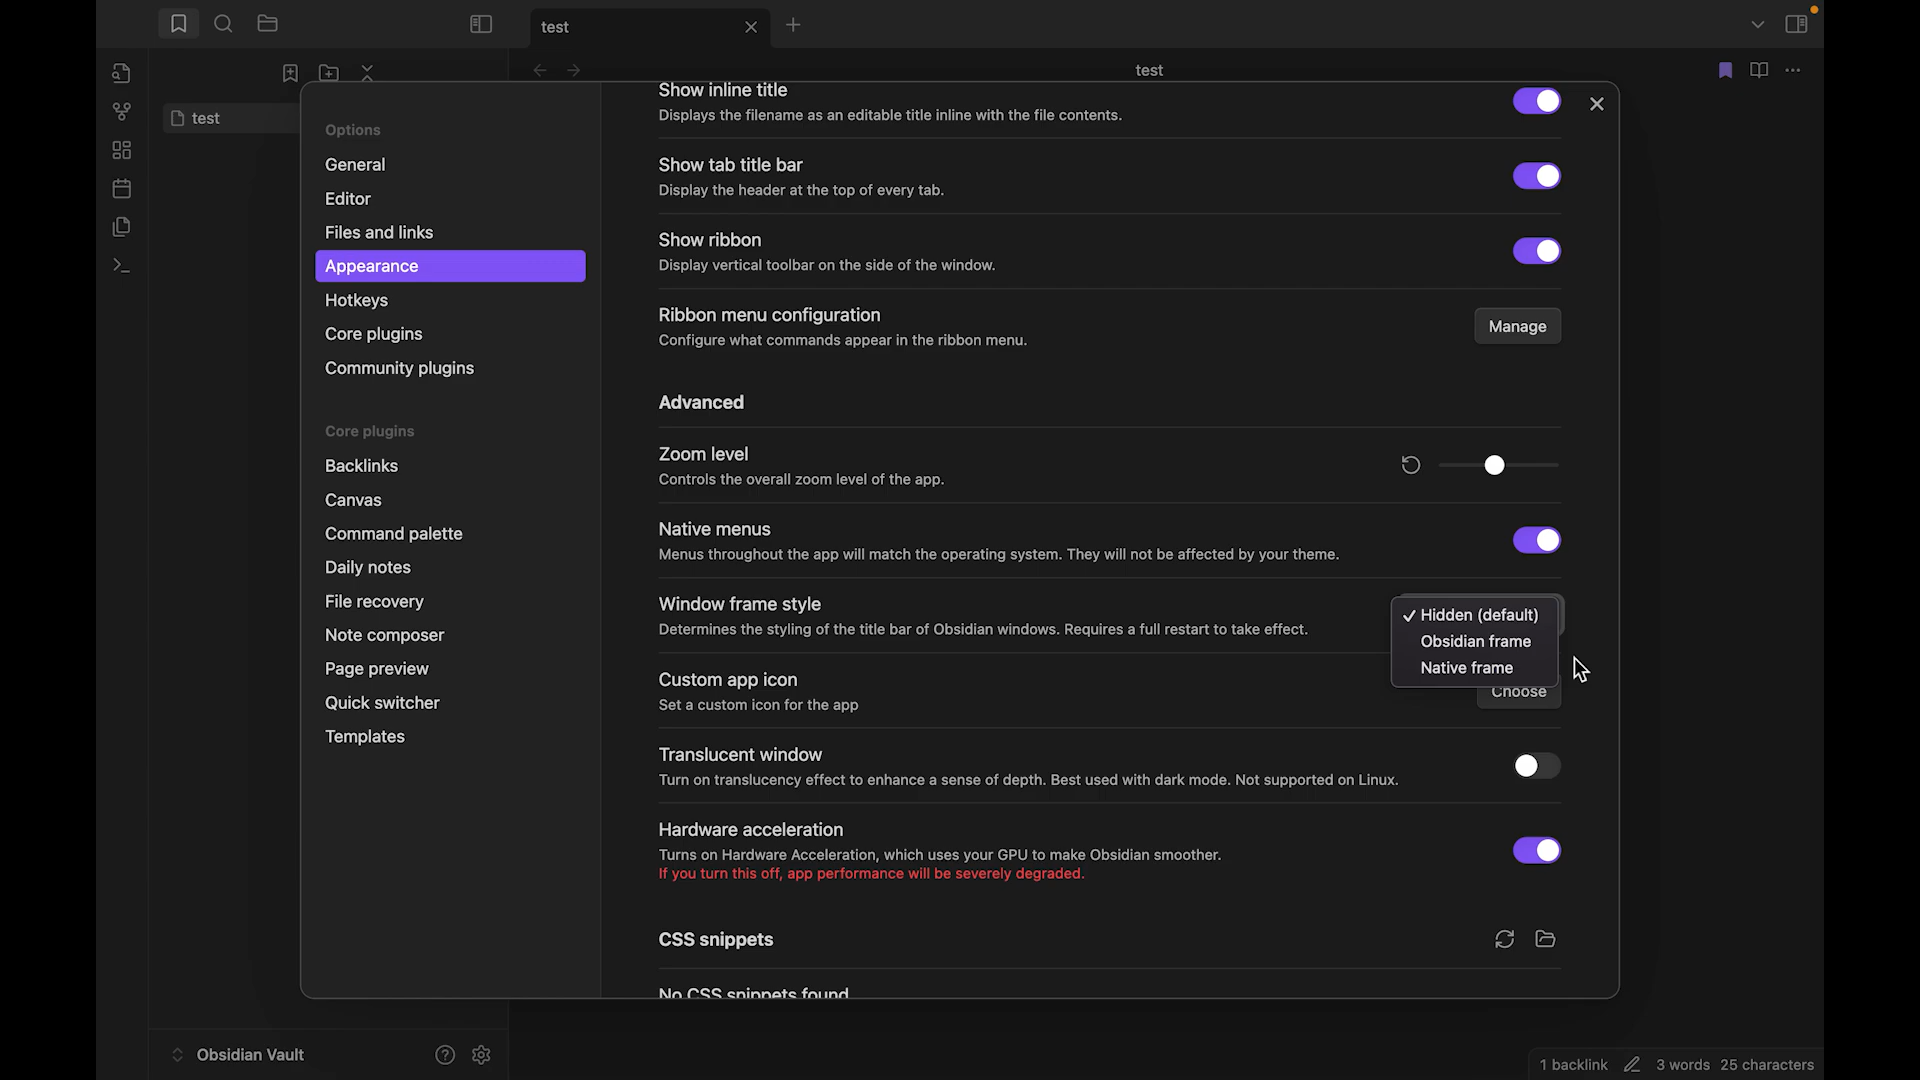 test
test
test
Options
General
Editor
Files and links
Appearance
Hotkeys
Core plugins
Community plugins
Core plugins
Backlinks
Canvas
Command palette
Daily notes
File recovery
Note composer
Page preview
Quick switcher
Templates
Show inline title
Displays the filename as an editable title inline with the file contents.
Show tab title bar
Display the header at the top of every tab.
Show ribbon
Display vertical toolbar on the side of the window.
Ribbon menu configuration
Configure what commands appear in the ribbon menu.
Manage
Advanced
Zoom level
Controls the overall zoom level of the app.
Native menus
Menus throughout the app will match the operating system. They will not be affected by your theme.
Window frame style
Determines the styling of the title bar of Obsidian windows. Requires a full restart to take effect.
✓ Hidden (default)
Obsidian frame
Native frame
Custom app icon
Set a custom icon for the app
Choose
Translucent window
Turn on translucency effect to enhance a sense of depth. Best used with dark mode. Not supported on Linux.
Hardware acceleration
Turns on Hardware Acceleration, which uses your GPU to make Obsidian smoother.
If you turn this off, app performance will be severely degraded.
CSS snippets
No CSS snippets found
Obsidian Vault
1 backlink
3 words 25 characters